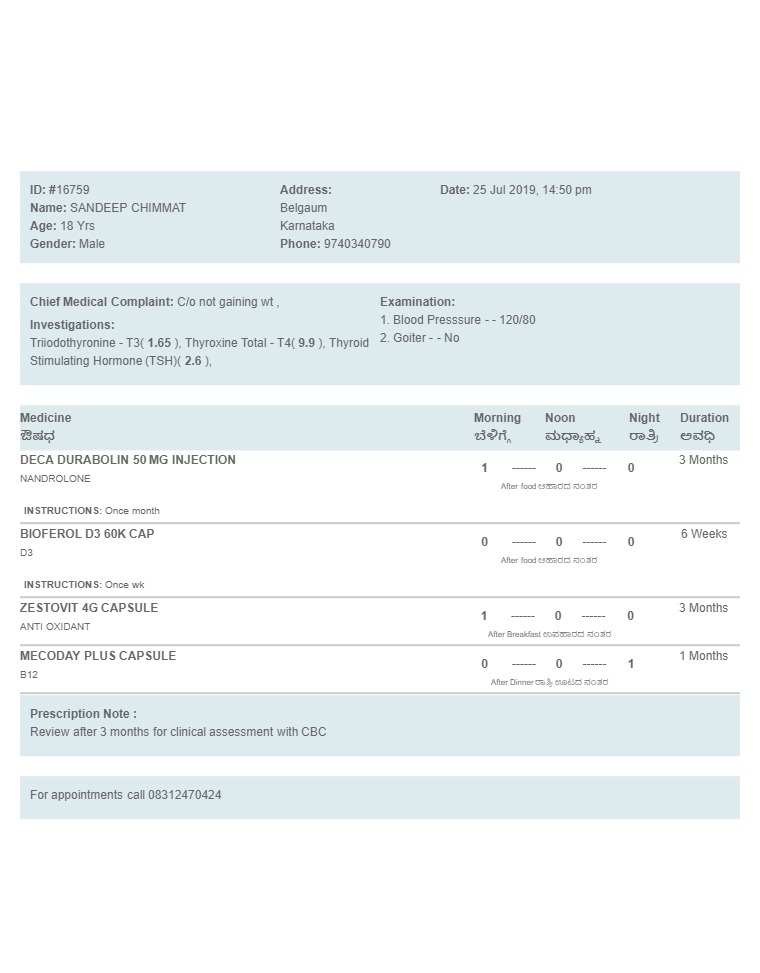 ID: #16759
Name: SANDEEP CHIMMAT
Age: 18 Yrs
Gender: Male
Address:
Belgaum
Karnataka
Phone: 9740340790
Date: 25 Jul 2019, 14:50 pm
Chief Medical Complaint: C/o not gaining wt ,
Investigations:
Triiodothyronine - T3( 1.65 ), Thyroxine Total - T4( 9.9 ), Thyroid
Stimulating Hormone (TSH)( 2.6 ),
Examination:
1. Blood Presssure - - 120/80
2. Goiter - - No
Medicine Morning Noon Night Duration
ಔಷಧ ಬೆಳಿಗ್ಗೆ ಮಧ್ಯಾಹ್ನ ರಾತ್ರಿ ಅವಧಿ
DECA DURABOLIN 50 MG INJECTION 1 ------ 0 ------ 0 3 Months
NANDROLONE
After food ಆಹಾರದ ನಂತರ
INSTRUCTIONS: Once month
BIOFEROL D3 60K CAP 0 ------ 0 ------ 0 6 Weeks
D3
After food ಆಹಾರದ ನಂತರ
INSTRUCTIONS: Once wk
ZESTOVIT 4G CAPSULE 1 ------ 0 ------ 0 3 Months
ANTI OXIDANT
After Breakfast ಉಪಹಾರದ ನಂತರ
MECODAY PLUS CAPSULE 0 ------ 0 ------ 1 1 Months
B12
After Dinner ರಾತ್ರಿ ಊಟದ ನಂತರ
Prescription Note :
Review after 3 months for clinical assessment with CBC
For appointments call 08312470424